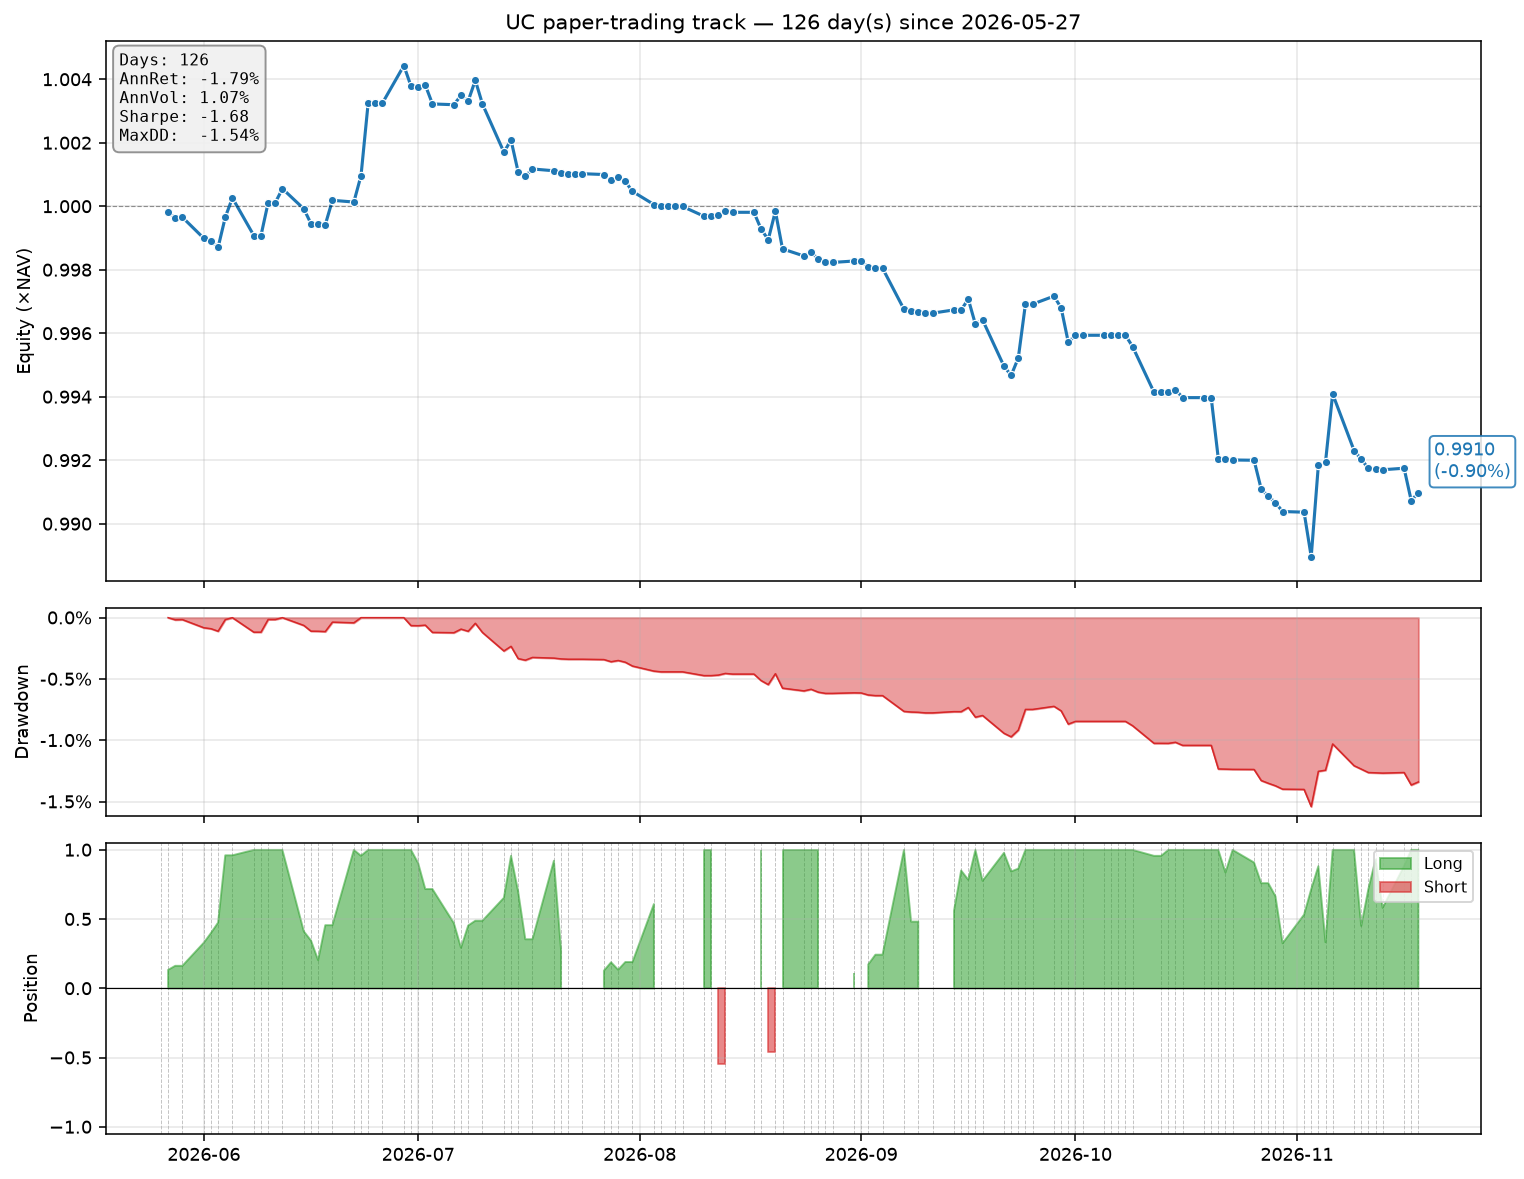 UC paper-trading track — 126 day(s) since 2026-05-27
Days: 126
AnnRet: -1.79%
AnnVol: 1.07%
Sharpe: -1.68
MaxDD:  -1.54%
Equity (×NAV)
1.004
1.002
1.000
0.998
0.996
0.994
0.992
0.990
0.9910
(-0.90%)
Drawdown
0.0%
-0.5%
-1.0%
-1.5%
Position
1.0
0.5
0.0
−0.5
−1.0
Long
Short
2026-06
2026-07
2026-08
2026-09
2026-10
2026-11